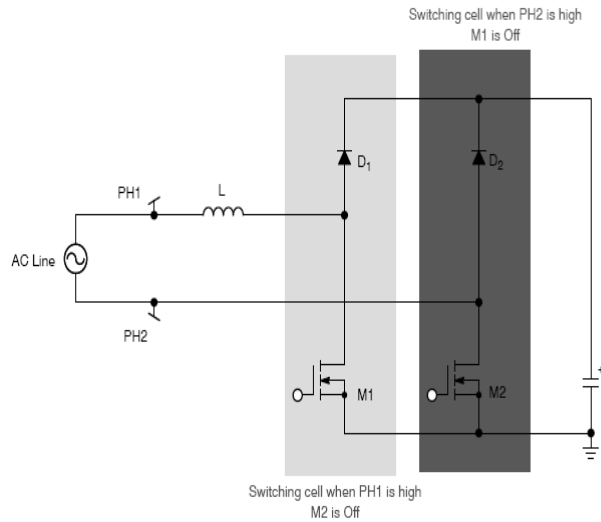 Switching cell when PH2 is high
M1 is Off
D1
D2
PH1
L
AC Line
PH2
M1
M2
+
Switching cell when PH1 is high
M2 is Off